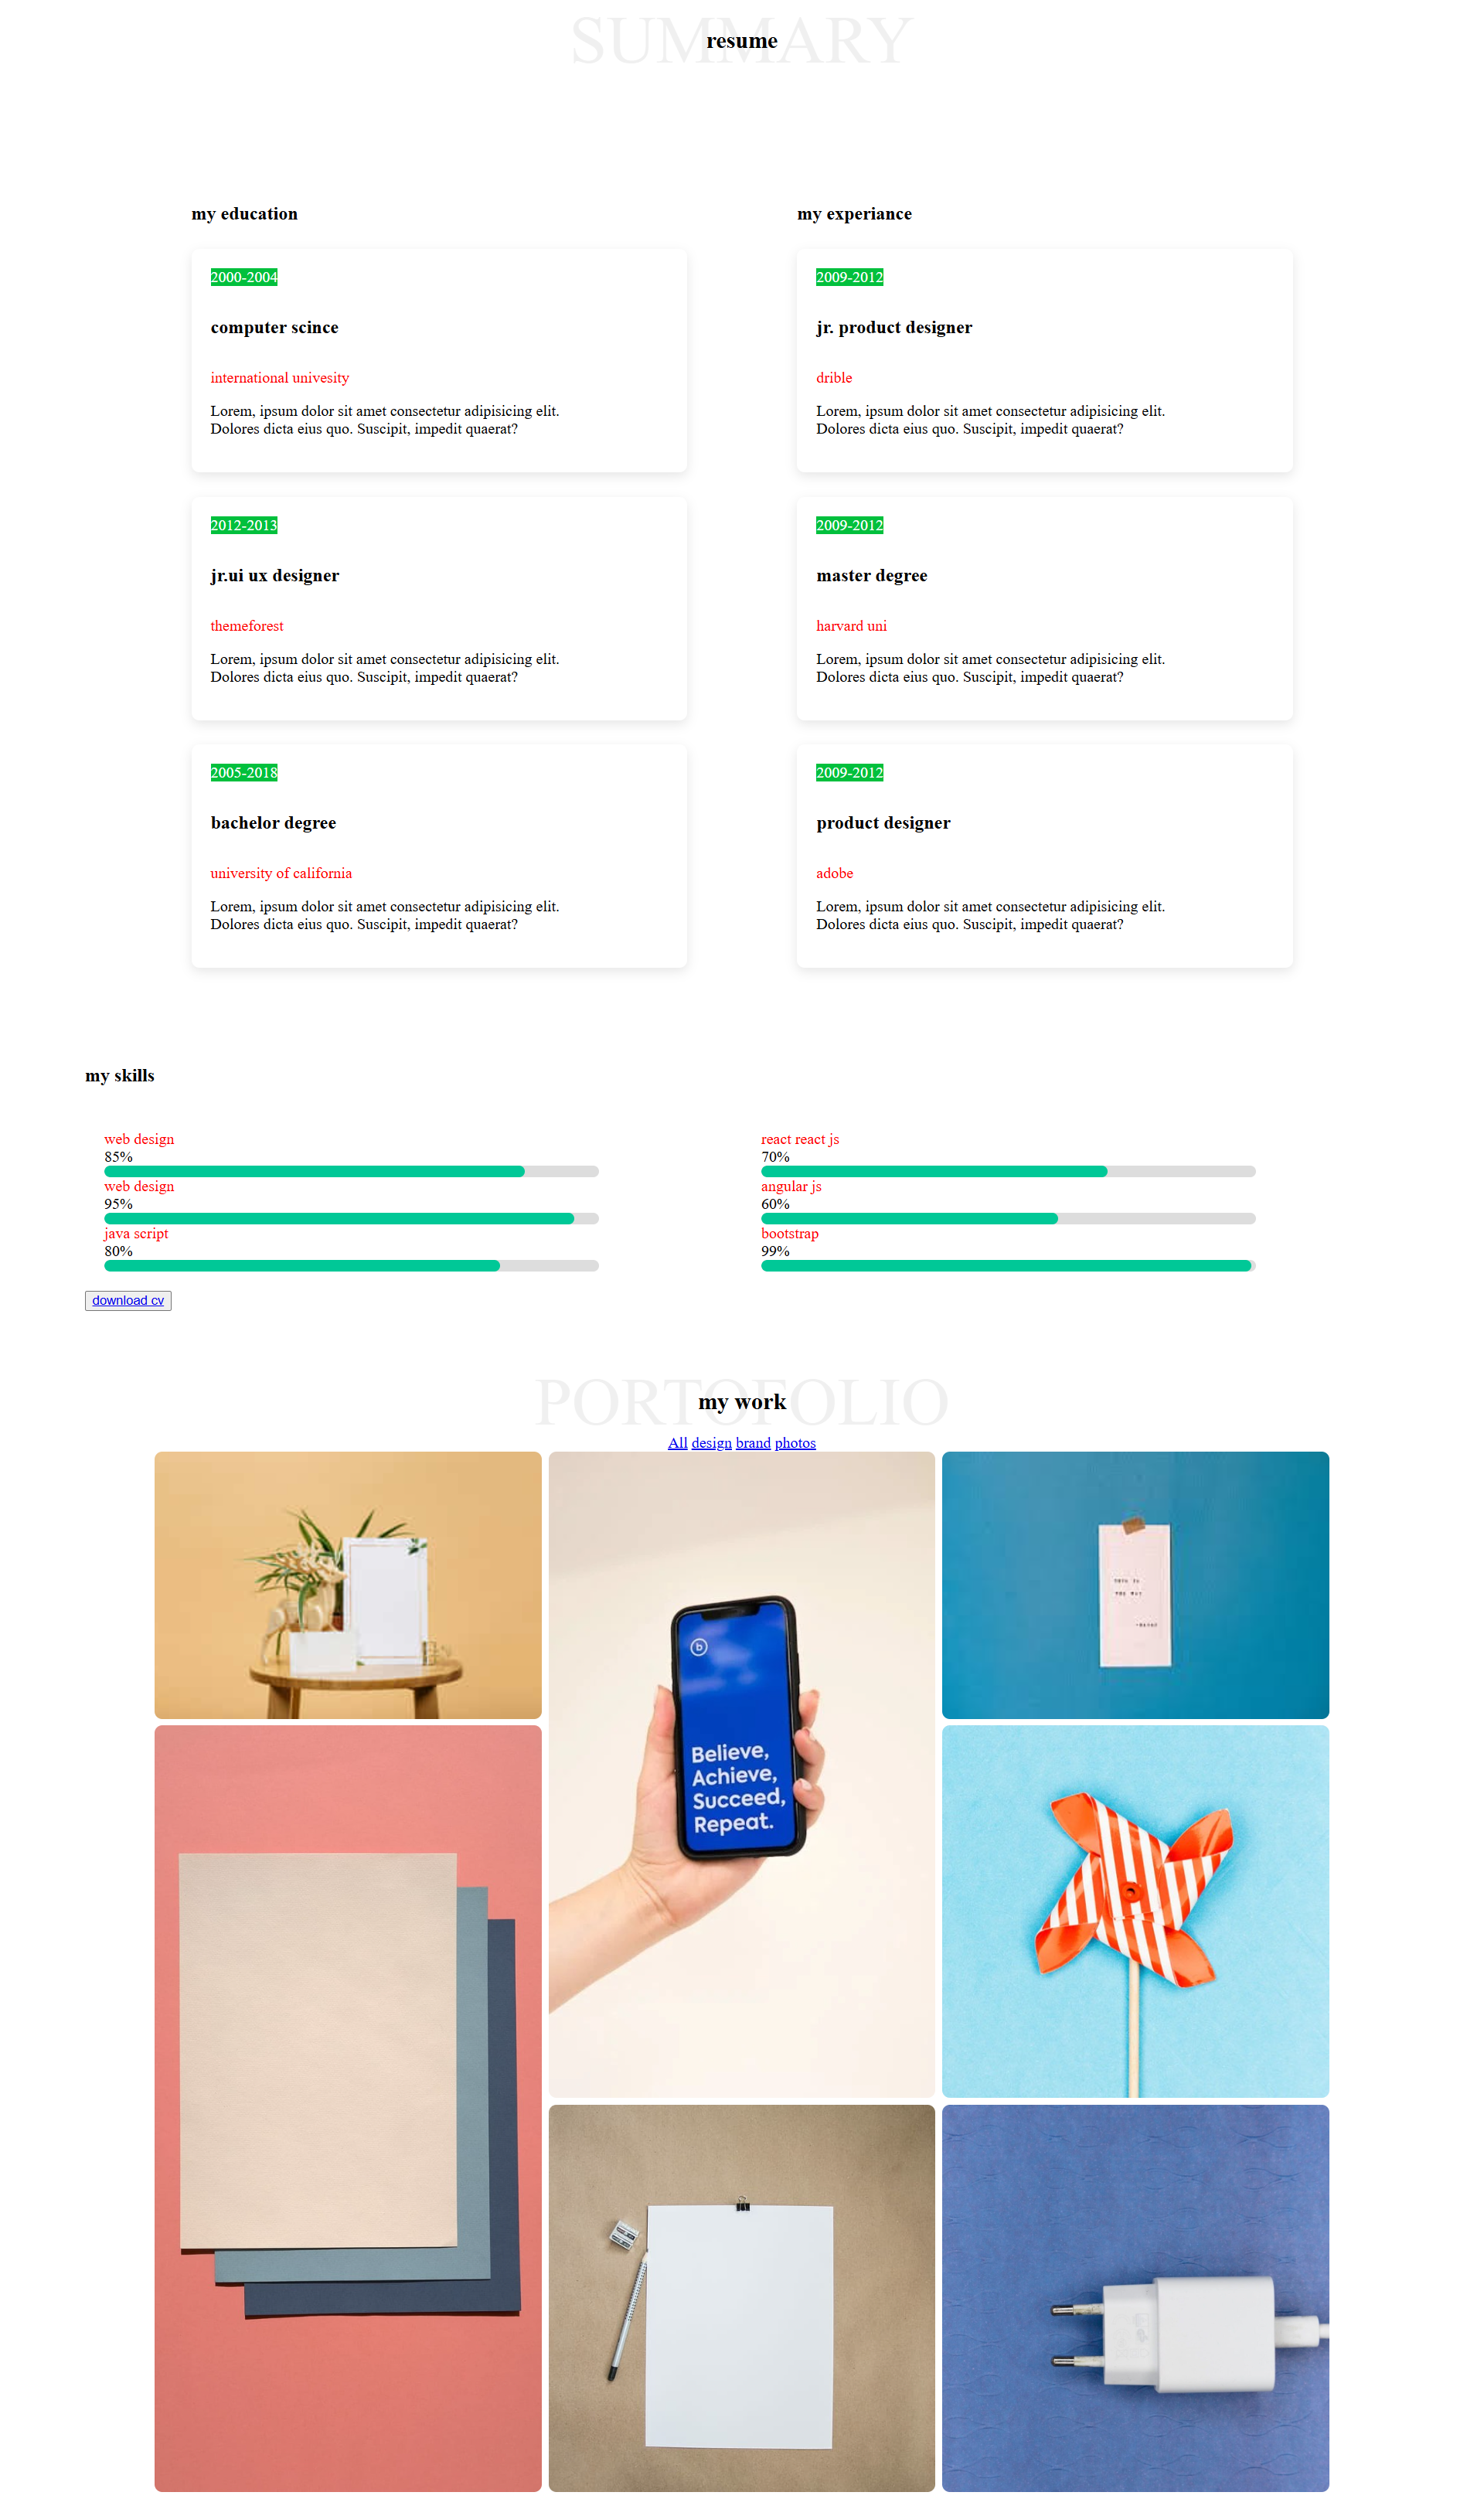 SUMMARY
resume
my education
2000-2004
computer scince
international univesity
Lorem, ipsum dolor sit amet consectetur adipisicing elit.
Dolores dicta eius quo. Suscipit, impedit quaerat?
2012-2013
jr.ui ux designer
themeforest
Lorem, ipsum dolor sit amet consectetur adipisicing elit.
Dolores dicta eius quo. Suscipit, impedit quaerat?
2005-2018
bachelor degree
university of california
Lorem, ipsum dolor sit amet consectetur adipisicing elit.
Dolores dicta eius quo. Suscipit, impedit quaerat?
my experiance
2009-2012
jr. product designer
drible
Lorem, ipsum dolor sit amet consectetur adipisicing elit.
Dolores dicta eius quo. Suscipit, impedit quaerat?
2009-2012
master degree
harvard uni
Lorem, ipsum dolor sit amet consectetur adipisicing elit.
Dolores dicta eius quo. Suscipit, impedit quaerat?
2009-2012
product designer
adobe
Lorem, ipsum dolor sit amet consectetur adipisicing elit.
Dolores dicta eius quo. Suscipit, impedit quaerat?
my skills
web design
85%
web design
95%
java script
80%
react react js
70%
angular js
60%
bootstrap
99%
download cv
PORTOFOLIO
my work
All design brand photos
b
Believe,
Achieve,
Succeed,
Repeat.
THE WAY